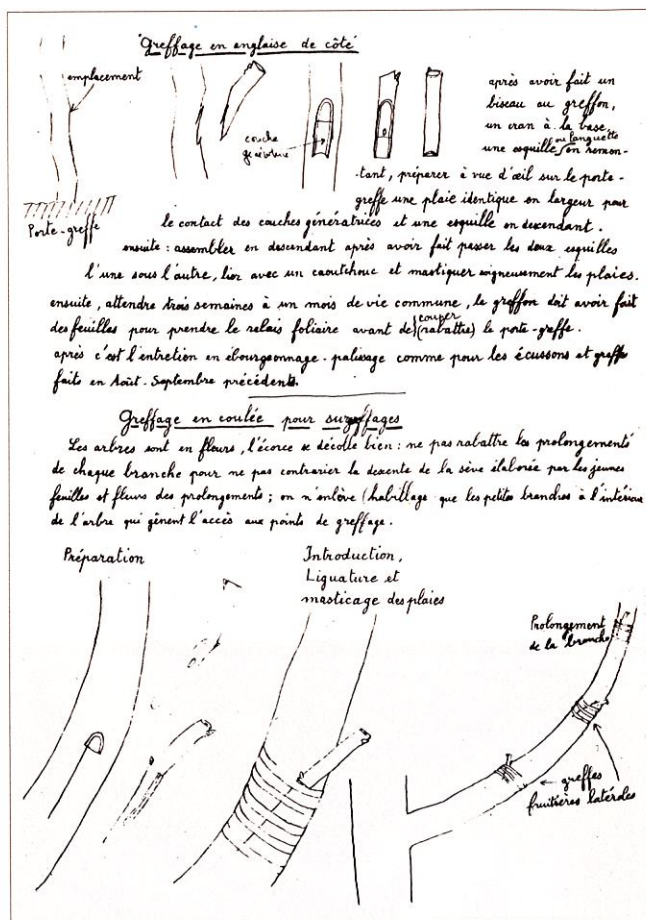 Greffage en anglaise de côté
emplacement
couche
génératrice
Porte-greffe
après avoir fait un
biseau au greffon,
un cran à la base,
ou languette
une esquille en remon-
tant, préparer à vue d'œil sur le porte-
greffe une plaie identique en largeur pour
le contact des couches génératrices et une esquille en descendant.
ensuite : assembler en descendant après avoir fait passer les deux esquilles
l'une sous l'autre, lier avec un caoutchouc et mastiquer soigneusement les plaies.
ensuite, attendre trois semaines à un mois de vie commune, le greffon doit avoir fait
couper
des feuilles pour prendre le relais foliaire avant de (rabattre) le porte-greffe.
après c'est l'entretien en ébourgeonnage. palissage comme pour les écussons et greffes
faits en Août. Septembre précédents.
Greffage en coulée pour surgreffages
Les arbres sont en fleurs, l'écorce se décolle bien : ne pas rabattre les prolongements
de chaque branche pour ne pas contrarier la descente de la sève élaborée par les jeunes
feuilles et fleurs des prolongements ; on n'enlève (habillage que les petites branches à l'intérieur
de l'arbre qui gênent l'accès aux points de greffage.
Préparation
Introduction,
Liguature et
masticage des plaies
Prolongement
de la branche
greffes
fruitières latérales